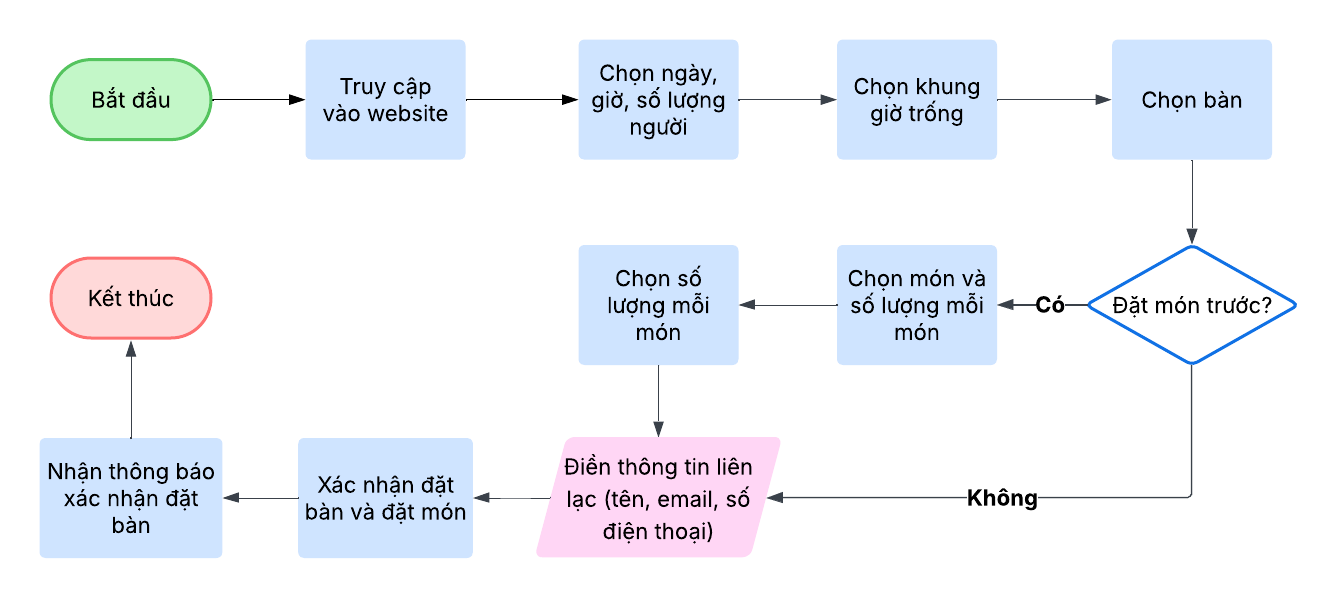 Bắt đầu
Truy cập
vào website
Chọn ngày,
giờ, số lượng
người
Chọn khung
giờ trống
Chọn bàn
Đặt món trước?
Có
Chọn món và
số lượng mỗi
món
Chọn số
lượng mỗi
món
Không
Điền thông tin liên
lạc (tên, email, số
điện thoại)
Xác nhận đặt
bàn và đặt món
Nhận thông báo
xác nhận đặt
bàn
Kết thúc